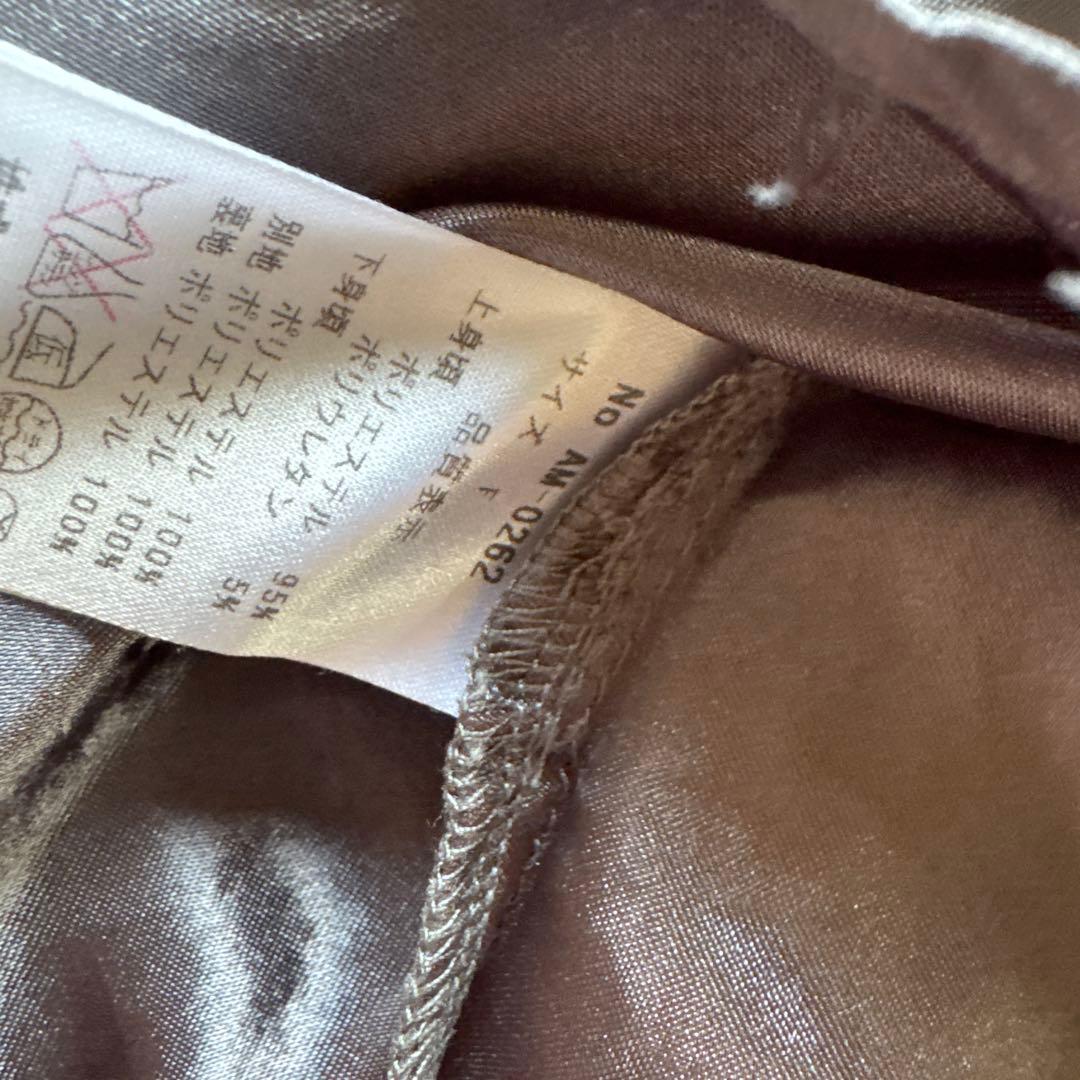 No AM-0262
サイズ F
品質表示
上身頃 ポリエステル 95%
ポリウレタン 5%
下身頃 ポリエステル 100%
別地 ポリエステル 100%
裏地 ポリエステル 100%
低